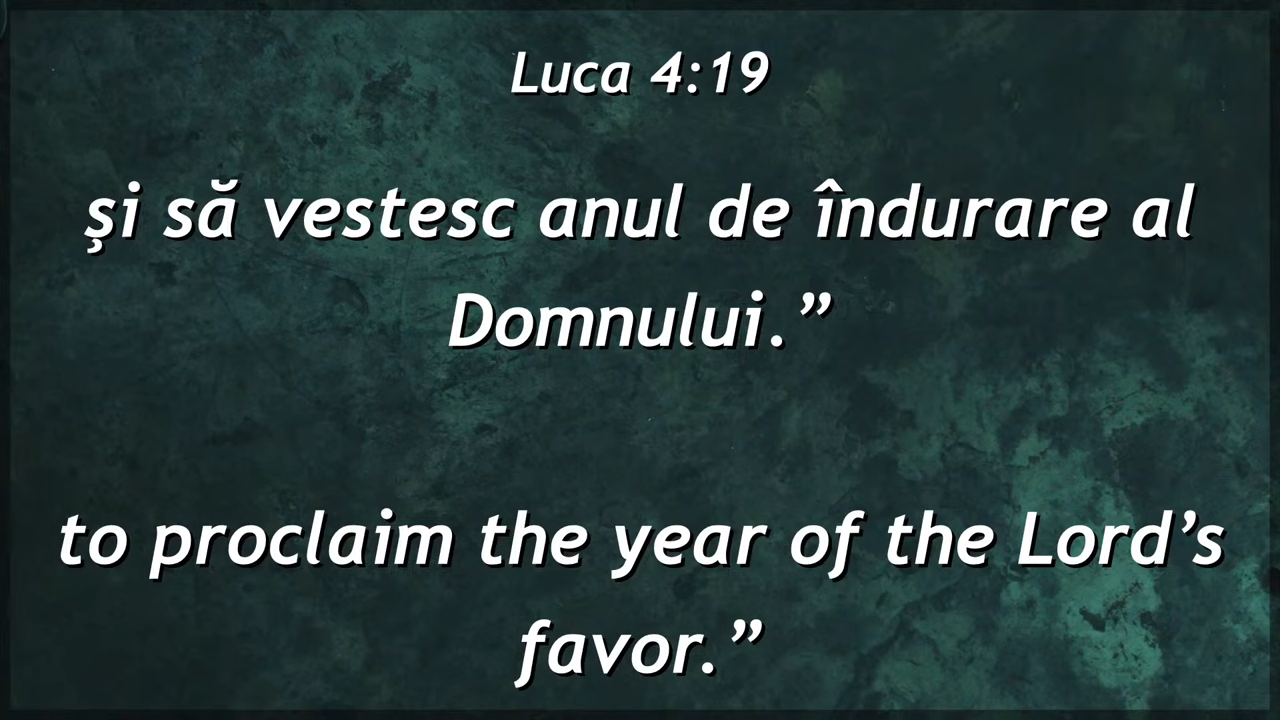 Luca 4:19
și să vestesc anul de îndurare al
Domnului.”
to proclaim the year of the Lord’s
favor.”